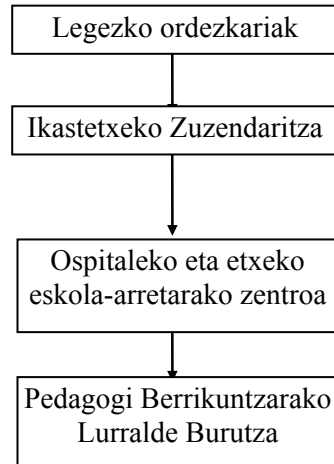 Legezko ordezkariak
Ikastetxeko Zuzendaritza
Ospitaleko eta etxeko
eskola-arretarako zentroa
Pedagogi Berrikuntzarako
Lurralde Burutza